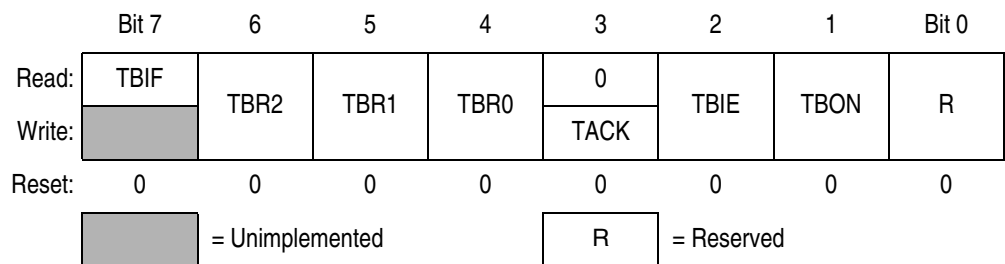 Bit 7 6 5 4 3 2 1 Bit 0
Read: TBIF TBR2 TBR1 TBR0 0 TBIE TBON R
Write: TACK
Reset: 0 0 0 0 0 0 0 0
= Unimplemented R = Reserved